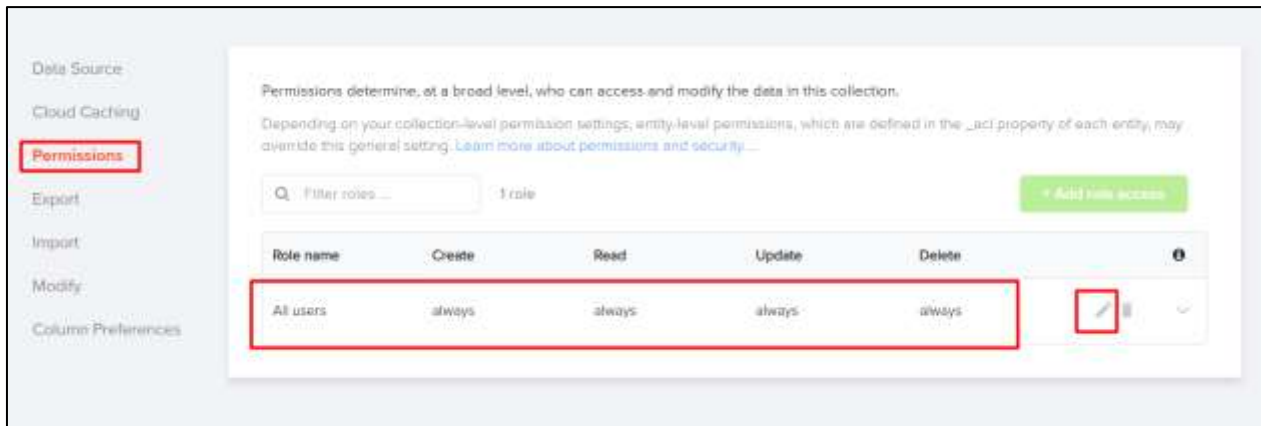 Data Source
Cloud Caching
Permissions
Export
Import
Modify
Column Preferences
Permissions determine, at a broad level, who can access and modify the data in this collection.
Depending on your collection-level permission settings, entity-level permissions, which are defined in the _acl property of each entity, may
override this general setting. Learn more about permissions and security...
Filter roles ...
1 role
+ Add role access
Role name Create Read Update Delete
All users always always always always